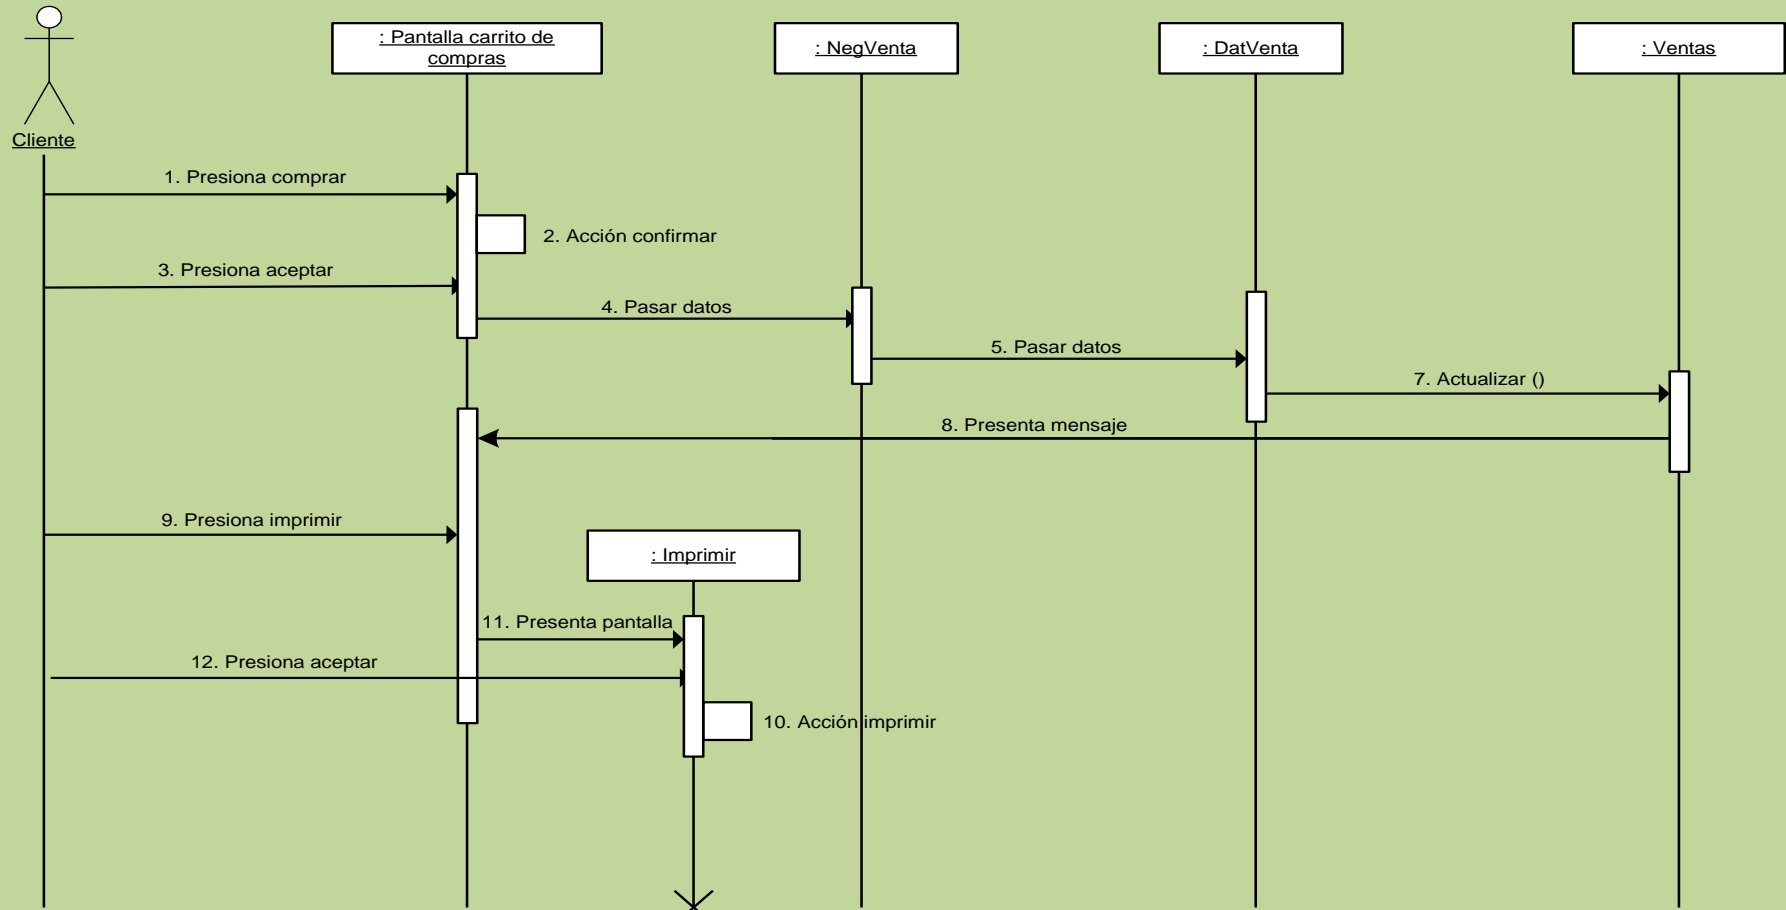 : Pantalla carrito de
compras
: NegVenta
: DatVenta
: Ventas
Cliente
1. Presiona comprar
2. Acción confirmar
3. Presiona aceptar
4. Pasar datos
5. Pasar datos
7. Actualizar ()
8. Presenta mensaje
9. Presiona imprimir
: Imprimir
11. Presenta pantalla
12. Presiona aceptar
10. Acción imprimir